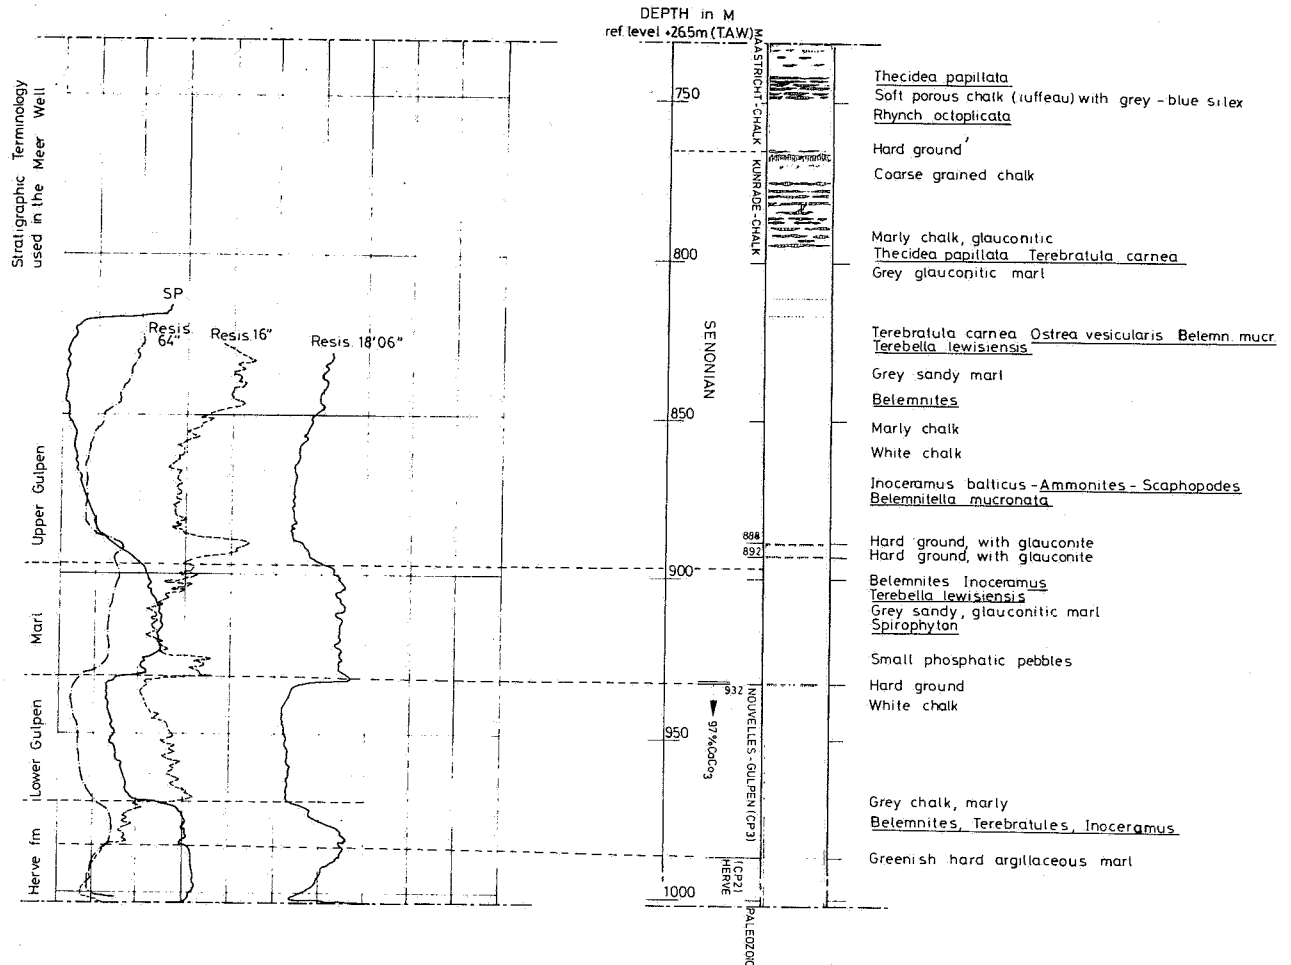 DEPTH in M
ref. level +26.5m (T.A.W.)
Stratigraphic Terminology
used in the Meer Well
Upper Gulpen
Marl
Lower Gulpen
Herve fm
SP
Resis.
64"
Resis. 16"
Resis. 18'06"
750
800
850
888
892
900
932
950
1000
SENONIAN
97%CaCo3
MAASTRICHT-CHALK
KUNRADE-CHALK
NOUVELLES-GULPEN (CP3)
(CP2)
HERVE
PALEOZOIC
Thecidea papillata
Soft porous chalk (tuffeau) with grey-blue silex
Rhynch octoplicata
Hard ground
Coarse grained chalk
Marly chalk, glauconitic
Thecidea papillata Terebratula carnea
Grey glauconitic marl
Terebratula carnea Ostrea vesicularis Belemn. mucr.
Terebella lewisiensis
Grey sandy marl
Belemnites
Marly chalk
White chalk
Inoceramus balticus - Ammonites - Scaphopodes
Belemnitella mucronata
Hard ground, with glauconite
Hard ground, with glauconite
Belemnites Inoceramus
Terebella lewisiensis
Grey sandy, glauconitic marl
Spirophyton
Small phosphatic pebbles
Hard ground
White chalk
Grey chalk, marly
Belemnites, Terebratules, Inoceramus
Greenish hard argillaceous marl